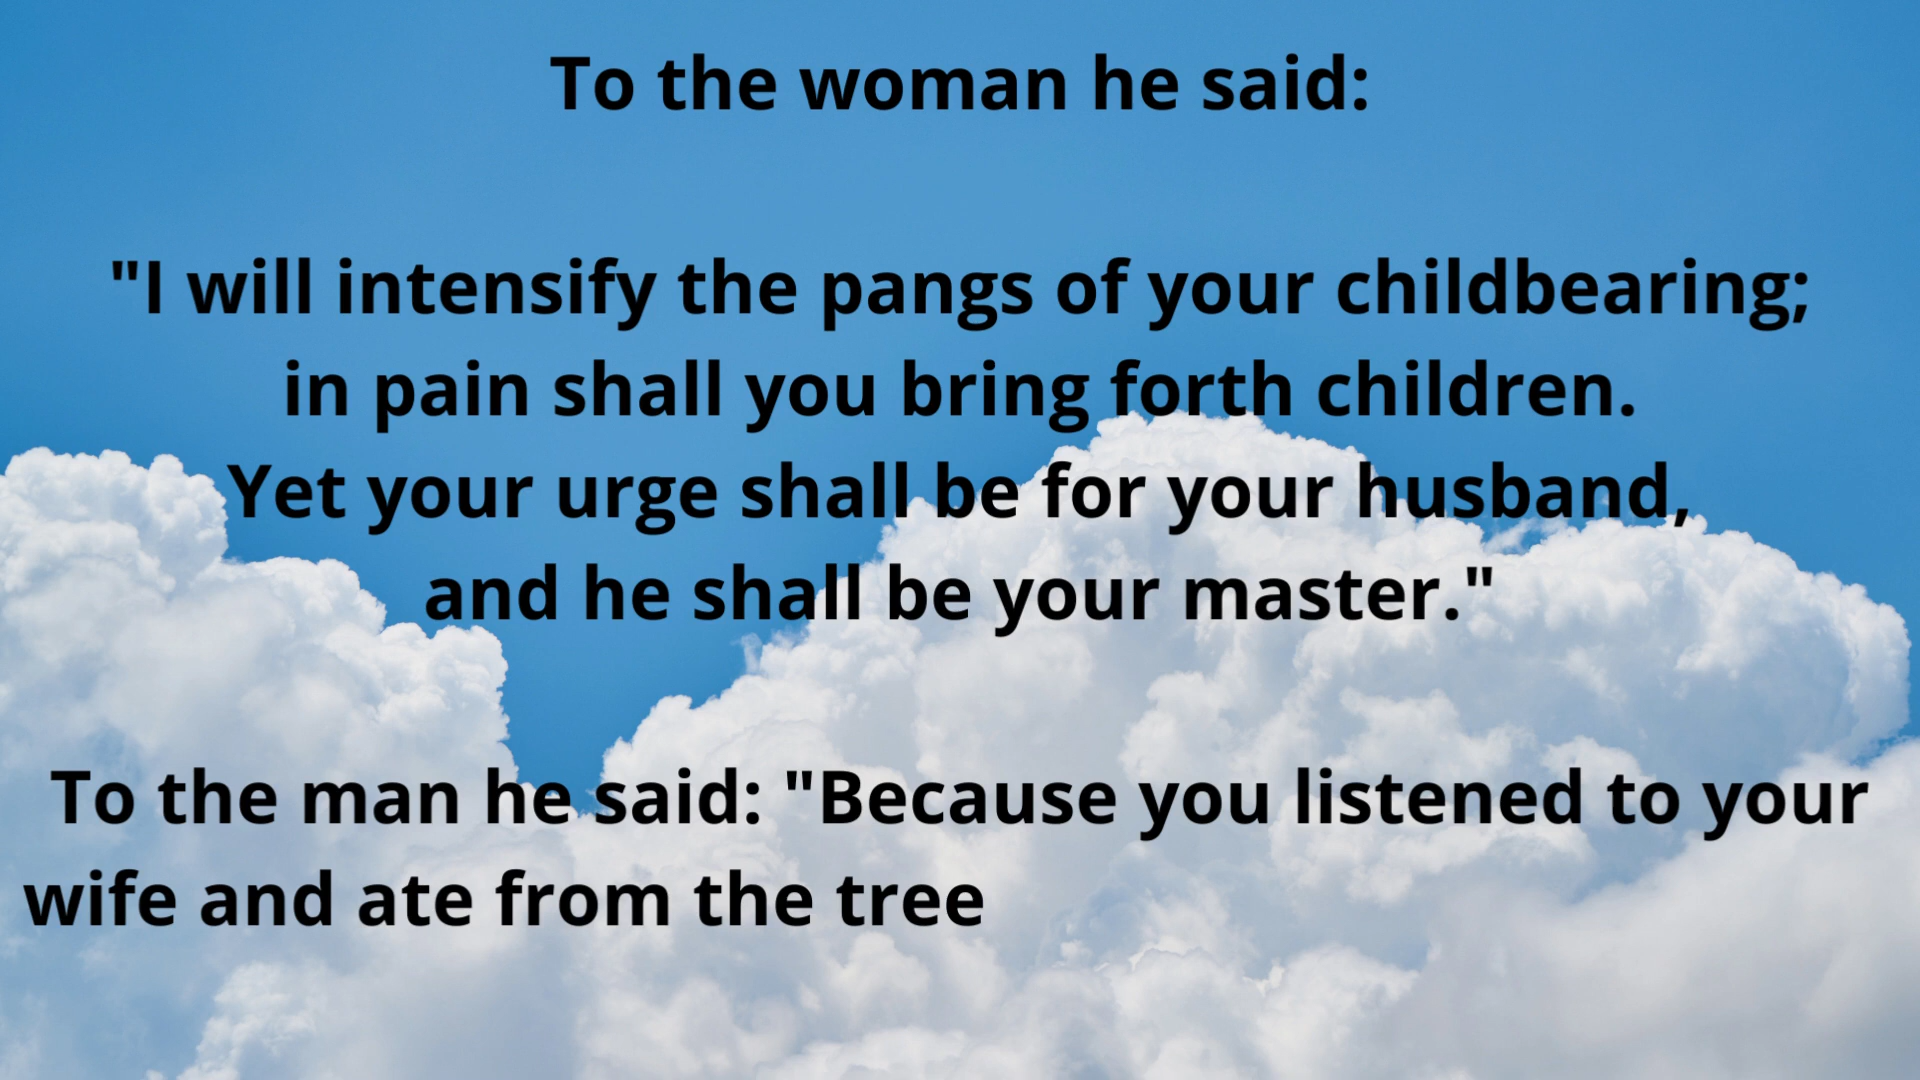 To the woman he said:
"I will intensify the pangs of your childbearing;
in pain shall you bring forth children.
Yet your urge shall be for your husband,
and he shall be your master."
To the man he said: "Because you listened to your
wife and ate from the tree